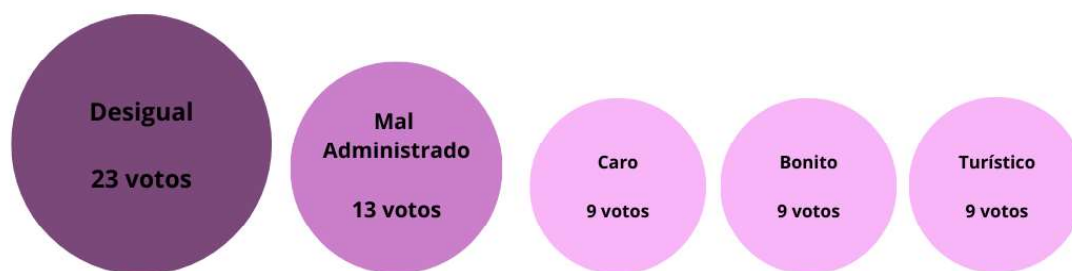 Desigual
23 votos
Mal
Administrado
13 votos
Caro
9 votos
Bonito
9 votos
Turístico
9 votos